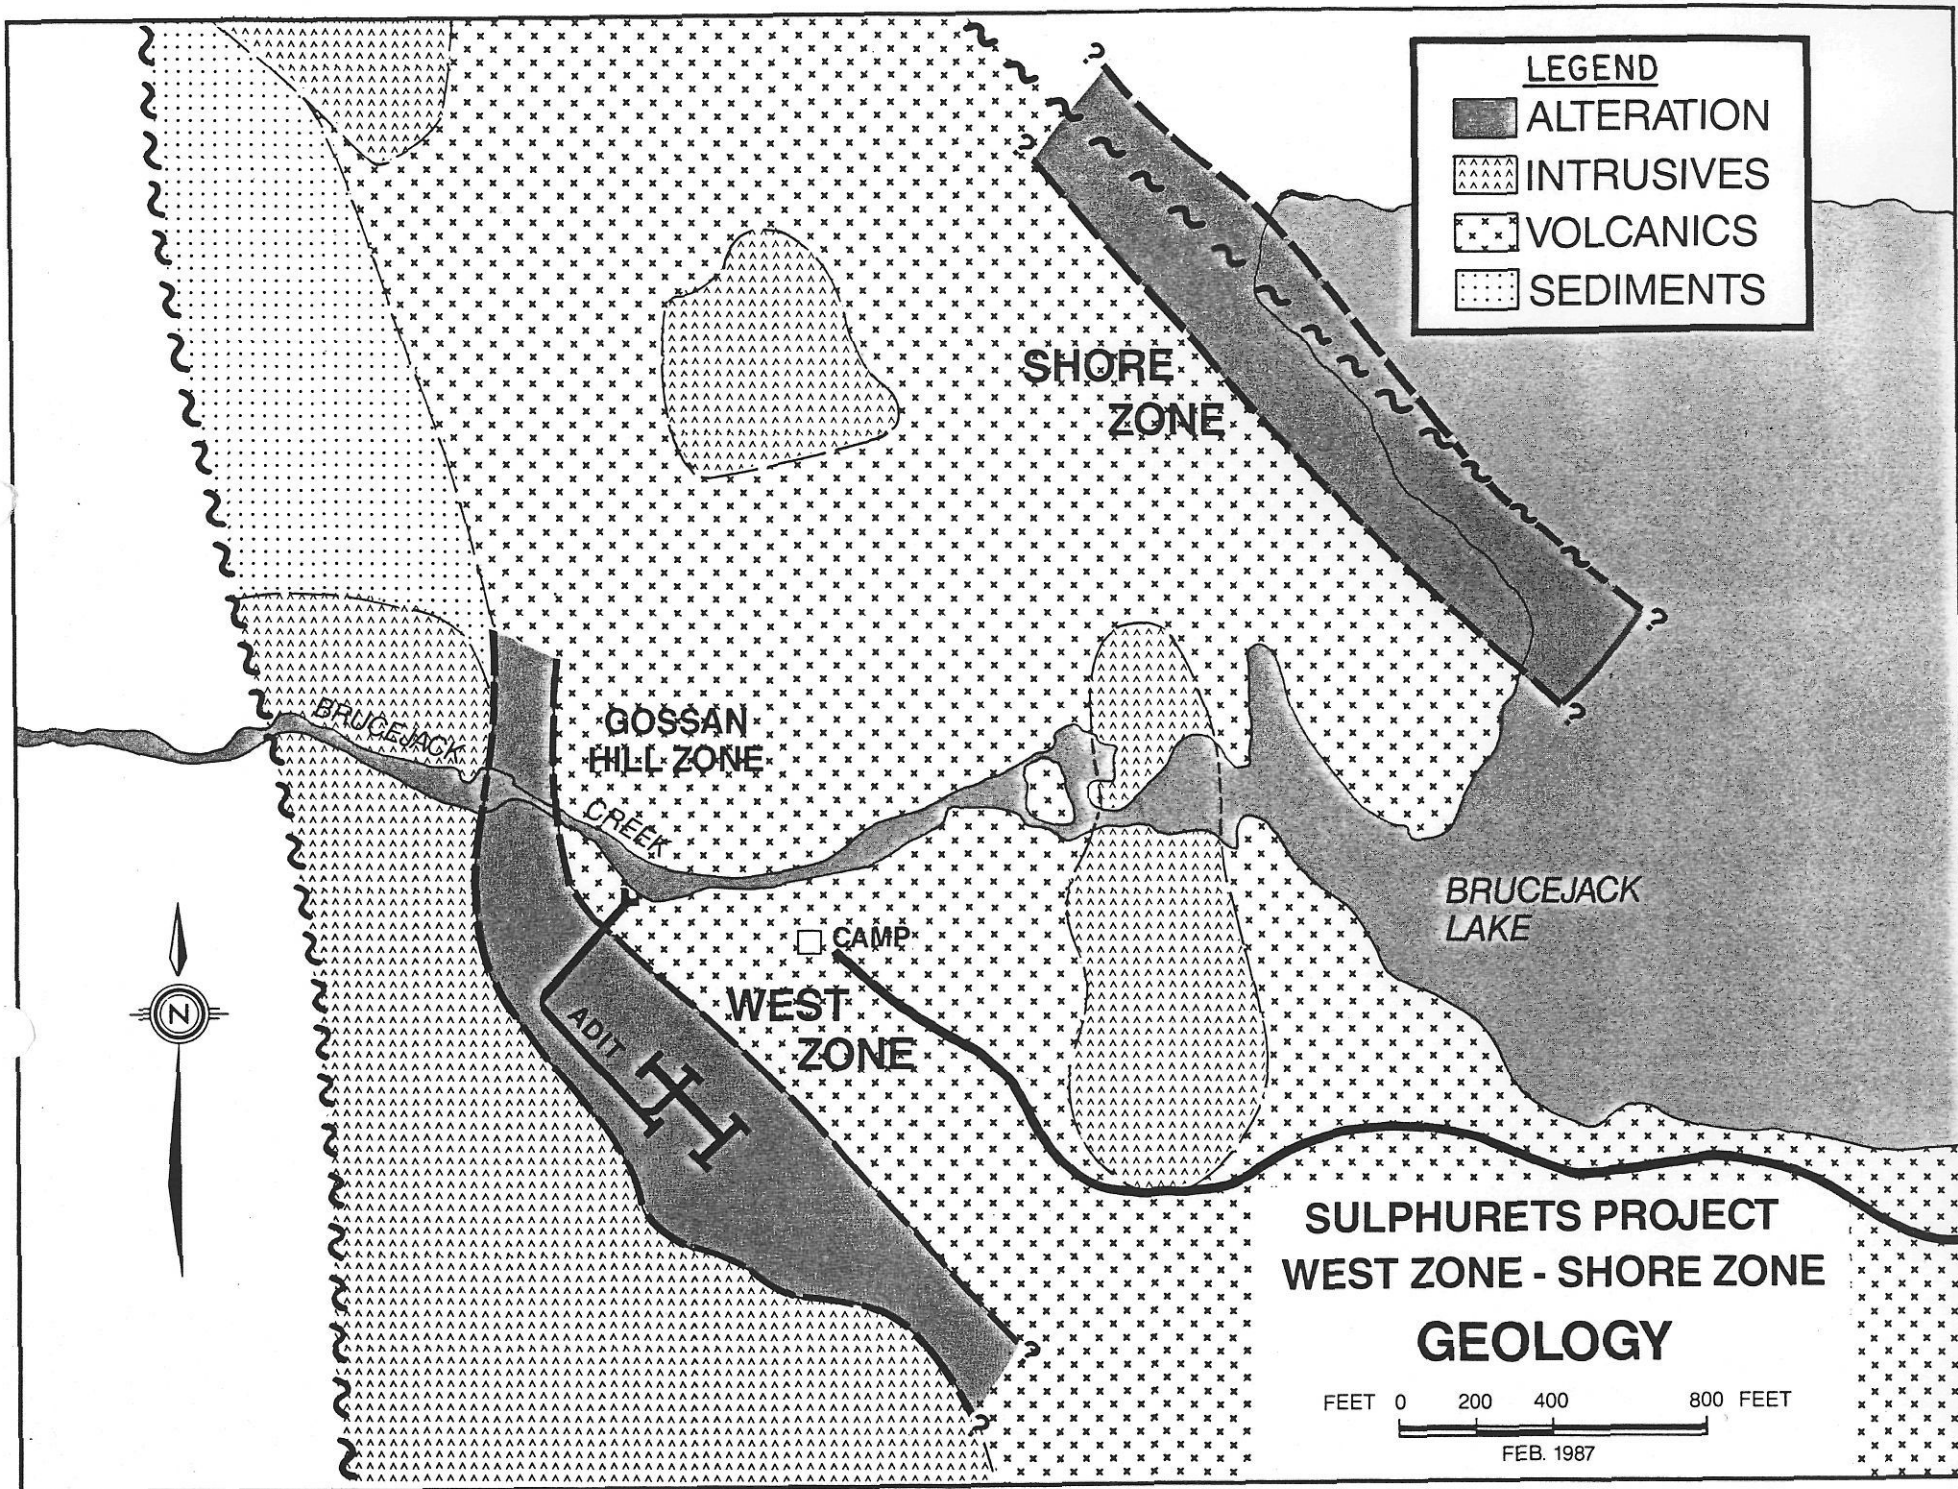 ?
?
LEGEND
ALTERATION
INTRUSIVES
VOLCANICS
SEDIMENTS
SHORE
ZONE
?
?
BRUCEJACK
CREEK
GOSSAN
HILL ZONE
BRUCEJACK
LAKE
CAMP
WEST
ZONE
ADIT
N
?
?
SULPHURETS PROJECT
WEST ZONE - SHORE ZONE
GEOLOGY
FEET 0 200 400 800 FEET
FEB. 1987